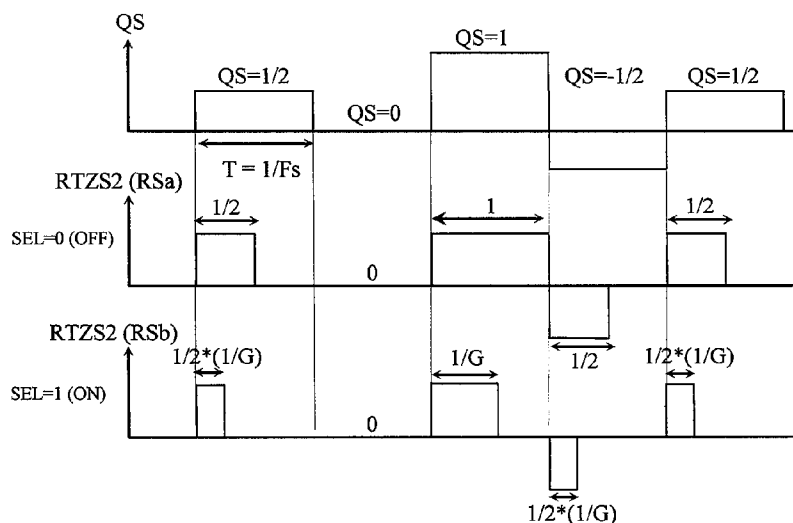 QS
QS=1/2
QS=0
QS=1
QS=-1/2
QS=1/2
T = 1/Fs
RTZS2 (RSa)
SEL=0 (OFF)
1/2
0
1
1/2
1/2
RTZS2 (RSb)
SEL=1 (ON)
1/2*(1/G)
0
1/G
1/2*(1/G)
1/2*(1/G)